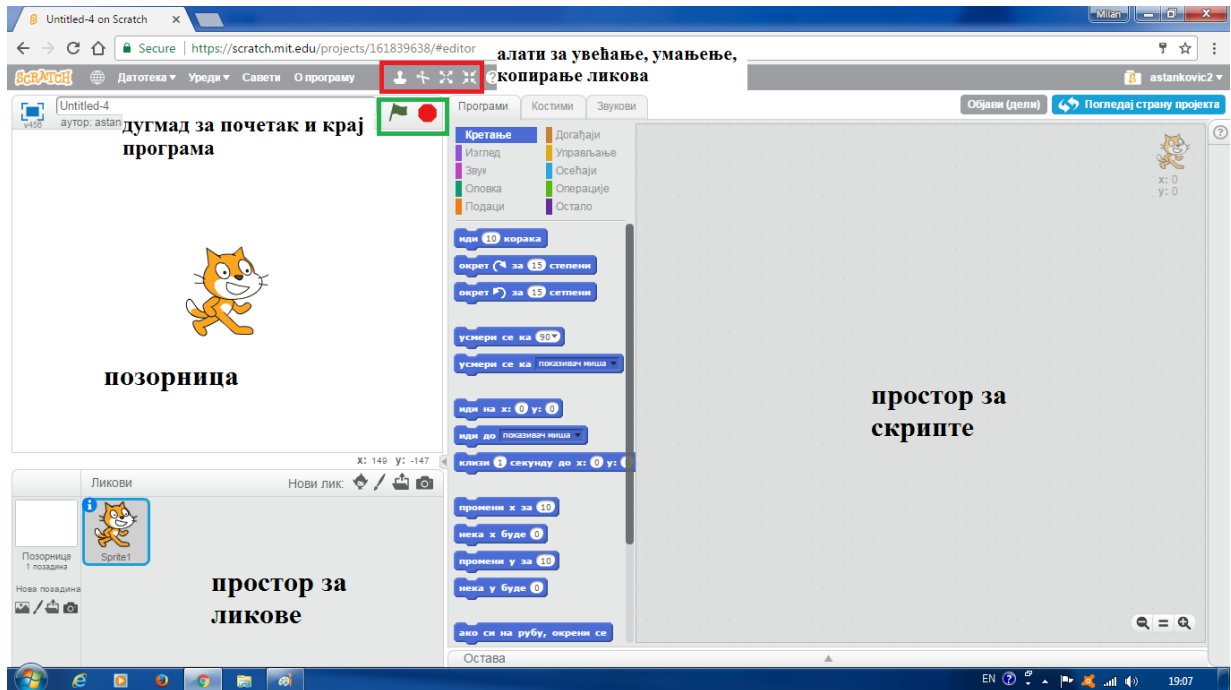 Untitled-4 on Scratch
Milan
Secure https://scratch.mit.edu/projects/161839638/#editor
алати за увећање, умањење,
копирање ликова
SCRATCH Датотека Уреди Савети О програму
astankovic2
Untitled-4
v456
аутор: astan
дугмад за почетак и крај
програма
Програми Костими Звукови
Објави (дели) Погледај страну пројекта
Кретање Догађаји
Изглед Управљање
Звук Осећаји
Оловка Операције
Подаци Остало
x: 0
y: 0
иди 10 корака
окрет за 15 степени
окрет за 15 сетпени
усмери се ка 90
усмери се ка показивач миша
иди на x: 0 y: 0
иди до показивач миша
клизи 1 секунду до x: 0 y:
промени x за 10
нека x буде 0
промени y за 10
нека y буде 0
ако си на рубу, окрени се
позорница
простор за
скрипте
X: 149 Y: -147
Ликови Нови лик:
Позорница
1 позадина
Sprite1
Нова позадина
простор за
ликове
Остава
EN 19:07